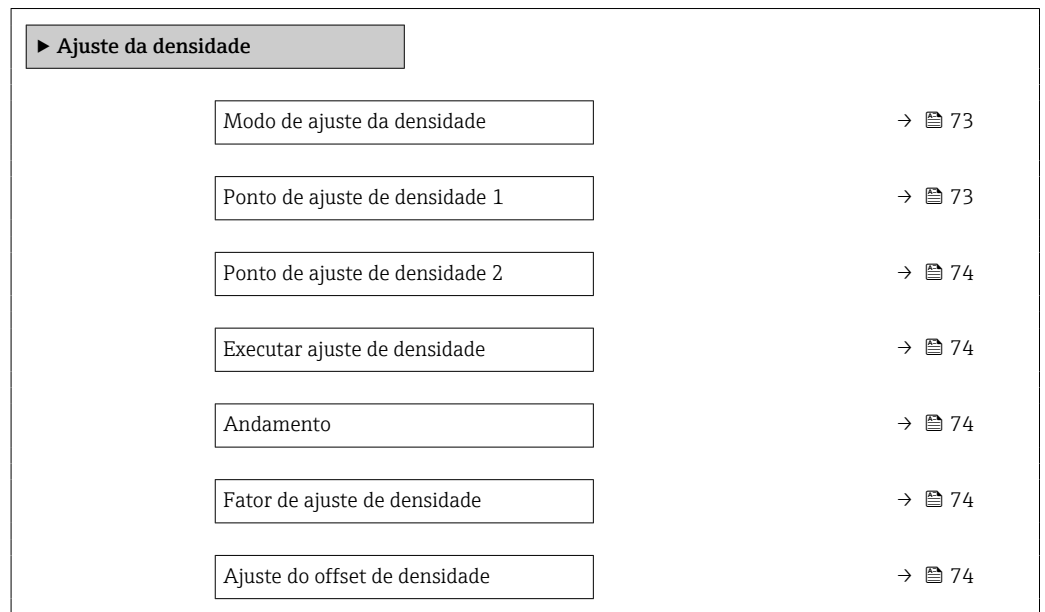 ▶ Ajuste da densidade
Modo de ajuste da densidade → 73
Ponto de ajuste de densidade 1 → 73
Ponto de ajuste de densidade 2 → 74
Executar ajuste de densidade → 74
Andamento → 74
Fator de ajuste de densidade → 74
Ajuste do offset de densidade → 74